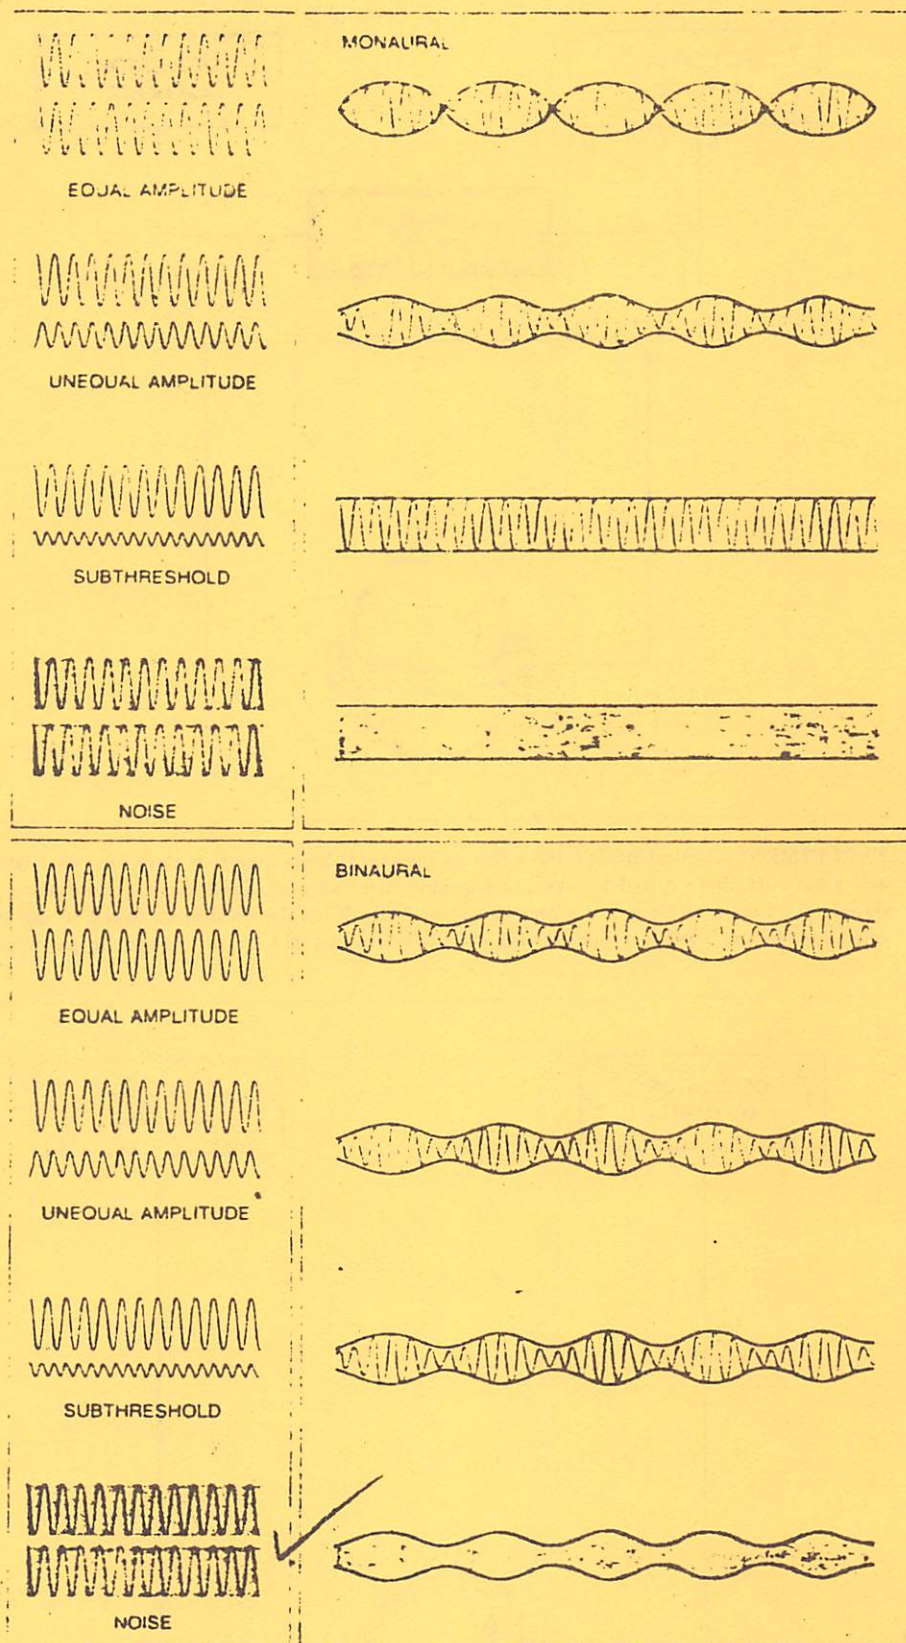 MONAURAL
EQUAL AMPLITUDE
UNEQUAL AMPLITUDE
SUBTHRESHOLD
NOISE
BINAURAL
EQUAL AMPLITUDE
UNEQUAL AMPLITUDE
SUBTHRESHOLD
NOISE